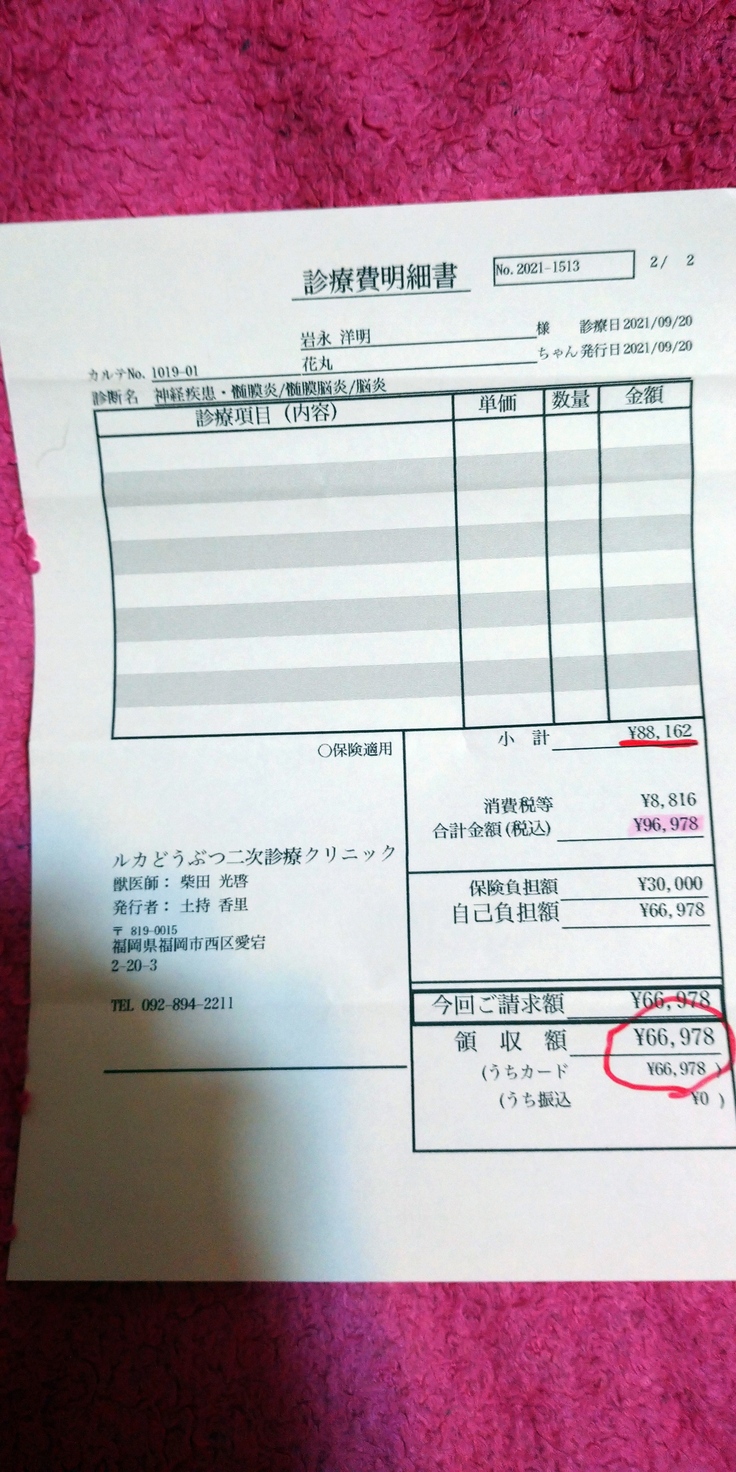 診療費明細書
No.2021-1513
2/ 2
岩永 洋明 様 診療日2021/09/20
カルテNo. 1019-01 花丸 ちゃん 発行日2021/09/20
診断名 神経疾患・髄膜炎/髄膜脳炎/脳炎
診療項目（内容） 単価 数量 金額
小 計 ¥88,162
○保険適用
消費税等 ¥8,816
合計金額(税込) ¥96,978
保険負担額 ¥30,000
自己負担額 ¥66,978
ルカどうぶつ二次診療クリニック
獣医師： 柴田 光啓
発行者： 土持 香里
〒 819-0015
福岡県福岡市西区愛宕
2-20-3
TEL 092-894-2211
今回ご請求額 ¥66,978
領 収 額 ¥66,978
(うちカード ¥66,978 )
(うち振込 ¥0 )